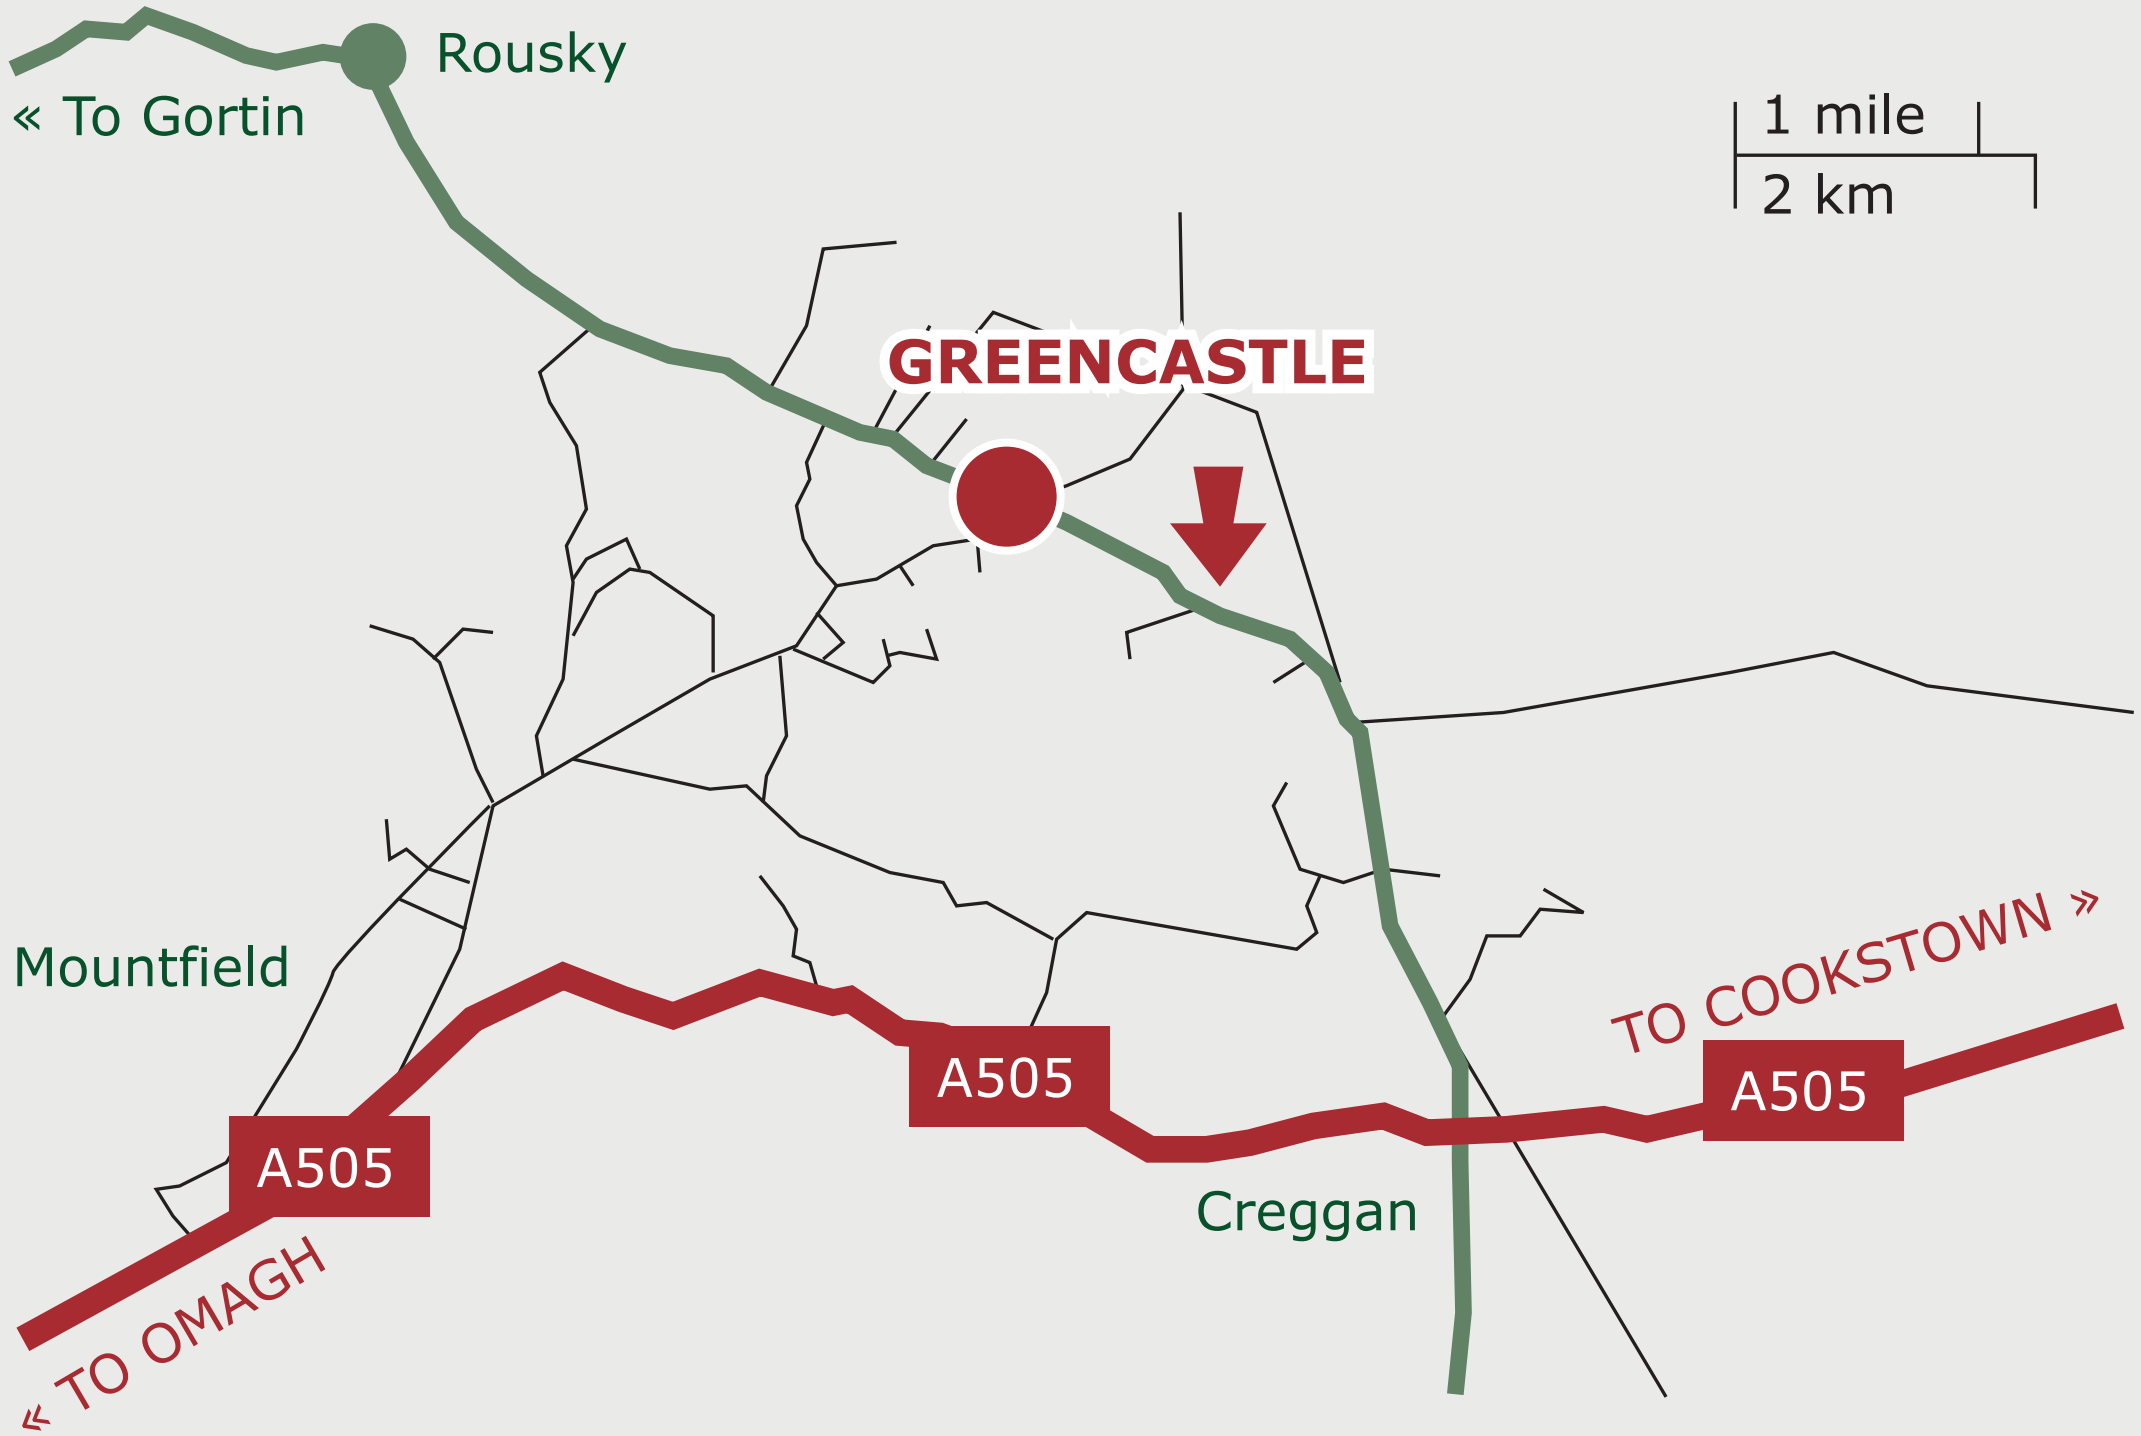 Rousky
« To Gortin
1 mile
2 km
GREENCASTLE
TO COOKSTOWN »
Mountfield
A505
A505
A505
Creggan
« TO OMAGH